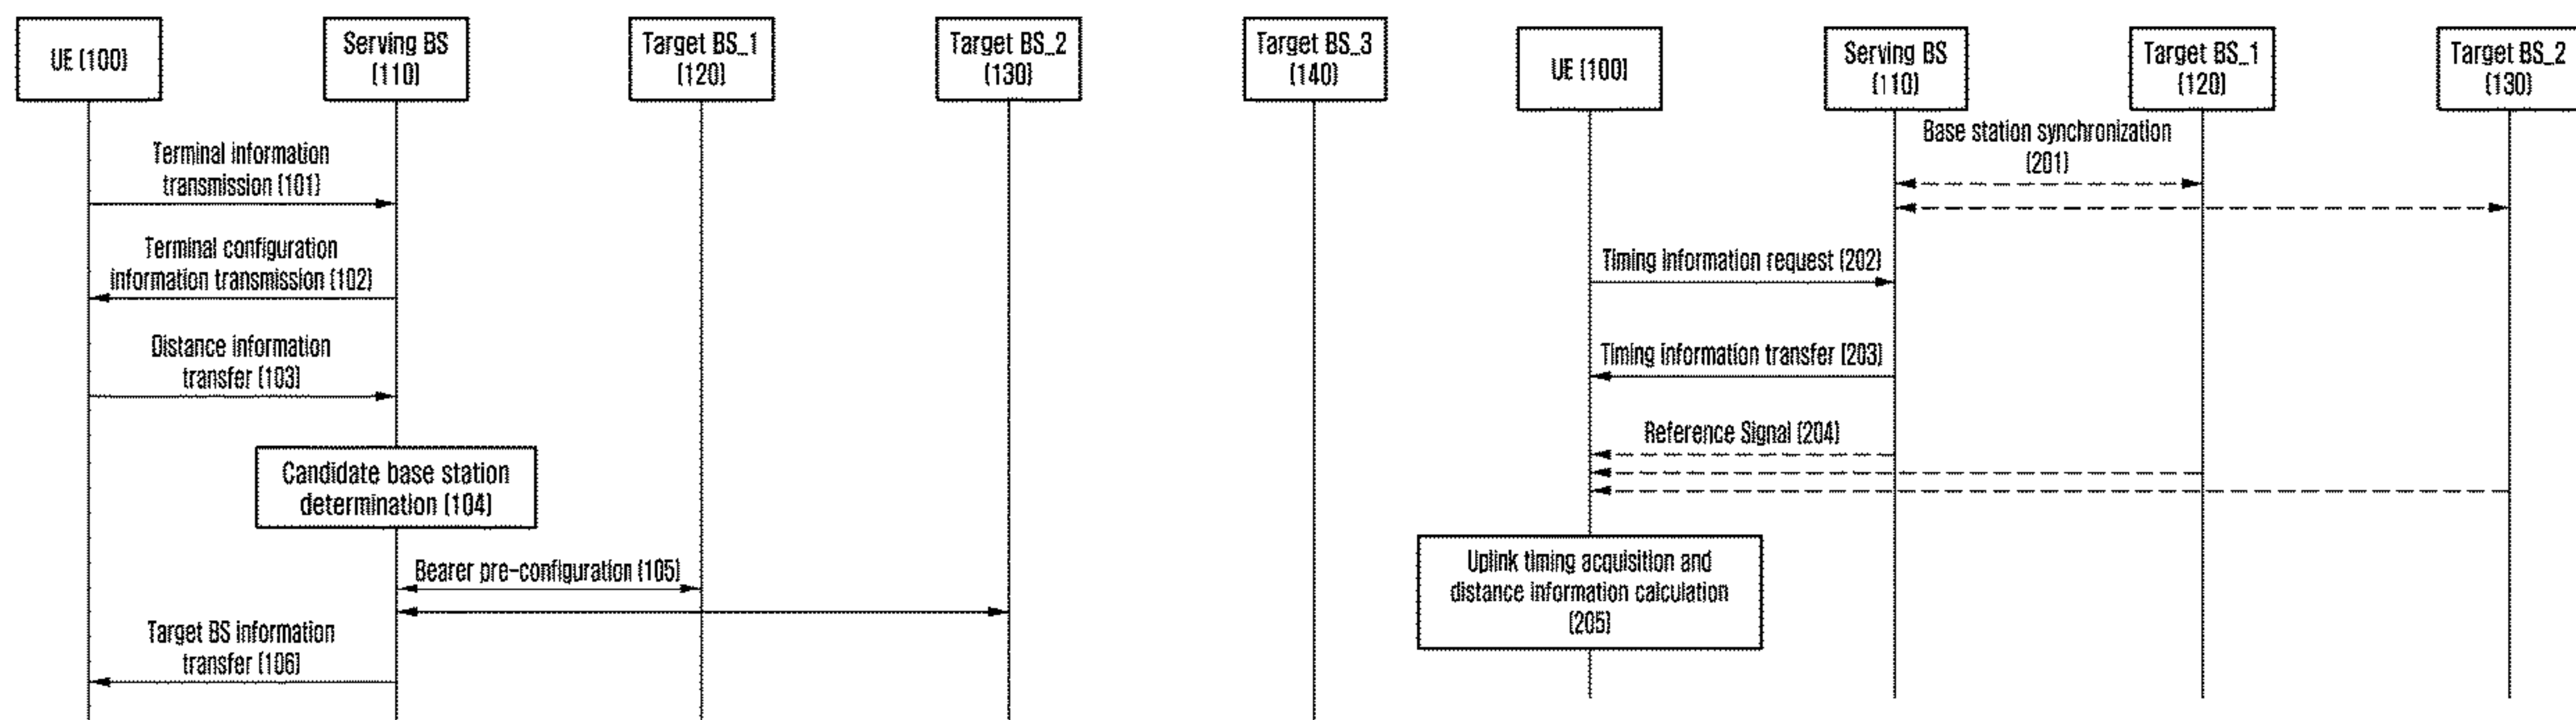 UE (100)
Serving BS
(110)
Target BS_1
(120)
Target BS_2
(130)
Target BS_3
(140)
Terminal information
transmission (101)
Terminal configuration
information transmission (102)
Distance information
transfer (103)
Candidate base station
determination (104)
Bearer pre-configuration (105)
Target BS information
transfer (106)
UE (100)
Serving BS
(110)
Target BS_1
(120)
Target BS_2
(130)
Base station synchronization
(201)
Timing information request (202)
Timing information transfer (203)
Reference Signal (204)
Uplink timing acquisition and
distance information calculation
(205)